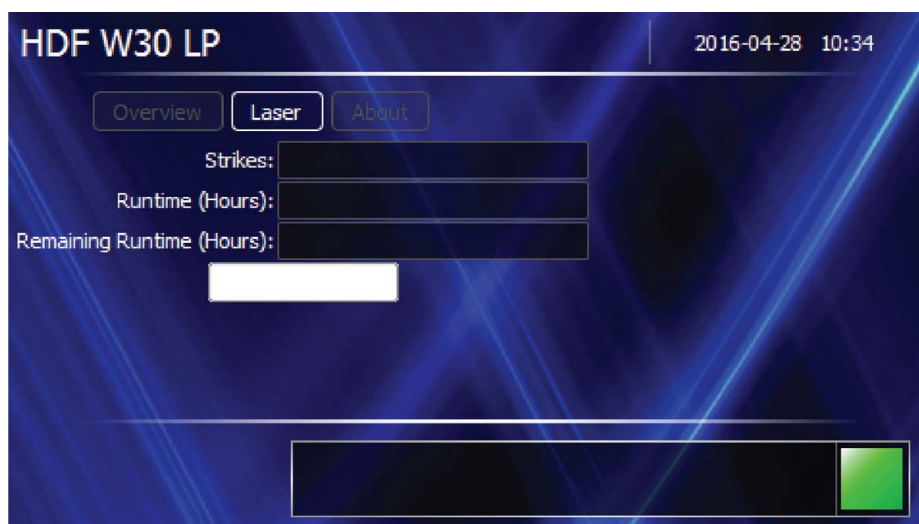 HDF W30 LP 2016-04-28 10:34
Overview Laser About
Strikes:
Runtime (Hours):
Remaining Runtime (Hours):